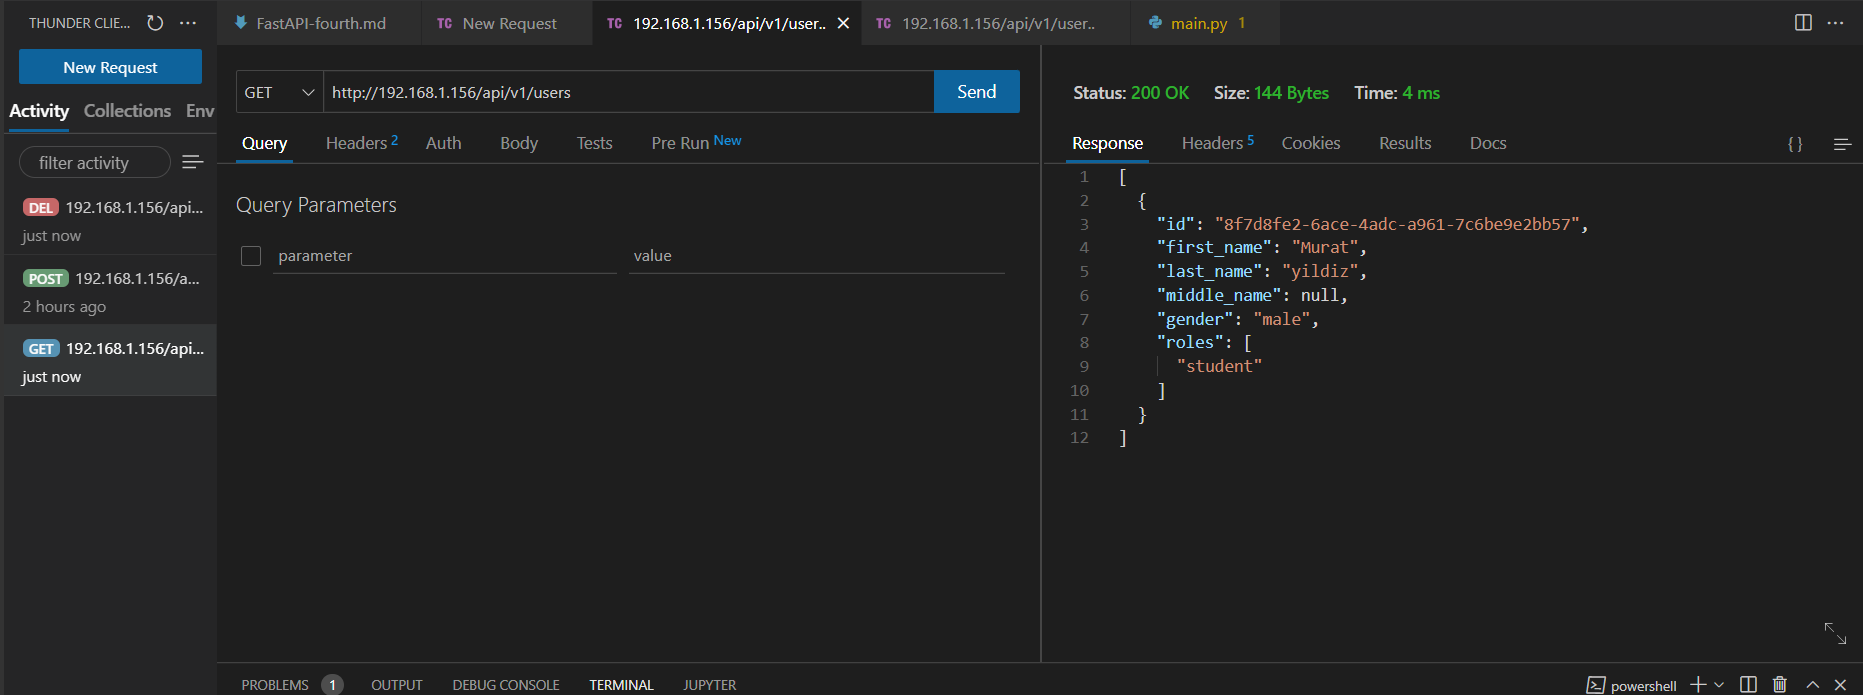 THUNDER CLIE...
New Request
Activity Collections Env
filter activity
DEL 192.168.1.156/api...
just now
POST 192.168.1.156/a...
2 hours ago
GET 192.168.1.156/api...
just now
FastAPI-fourth.md
TC New Request
TC 192.168.1.156/api/v1/user..
TC 192.168.1.156/api/v1/user..
main.py 1
GET http://192.168.1.156/api/v1/users Send
Query Headers 2 Auth Body Tests Pre Run New
Query Parameters
parameter value
Status: 200 OK Size: 144 Bytes Time: 4 ms
Response Headers 5 Cookies Results Docs {}
1 [
2 {
3 "id": "8f7d8fe2-6ace-4adc-a961-7c6be9e2bb57",
4 "first_name": "Murat",
5 "last_name": "yildiz",
6 "middle_name": null,
7 "gender": "male",
8 "roles": [
9 "student"
10 ]
11 }
12 ]
PROBLEMS 1 OUTPUT DEBUG CONSOLE TERMINAL JUPYTER
powershell